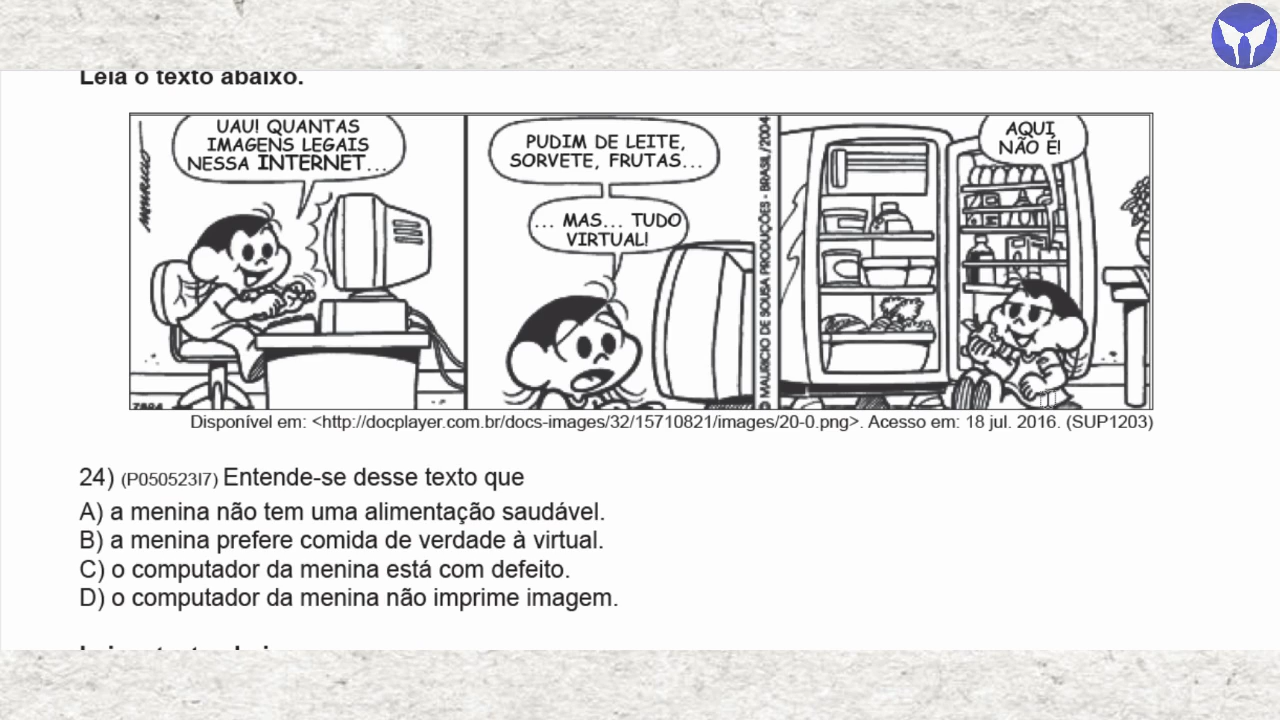 Leia o texto abaixo.
UAU! QUANTAS
IMAGENS LEGAIS
NESSA INTERNET...
MAURICIO
7894
PUDIM DE LEITE,
SORVETE, FRUTAS...
... MAS... TUDO
VIRTUAL!
© MAURICIO DE SOUSA PRODUÇÕES - BRASIL/2004
AQUI,
NÃO É!
Disponível em: <http://docplayer.com.br/docs-images/32/15710821/images/20-0.png>. Acesso em: 18 jul. 2016. (SUP1203)
24) (P050523I7) Entende-se desse texto que
A) a menina não tem uma alimentação saudável.
B) a menina prefere comida de verdade à virtual.
C) o computador da menina está com defeito.
D) o computador da menina não imprime imagem.